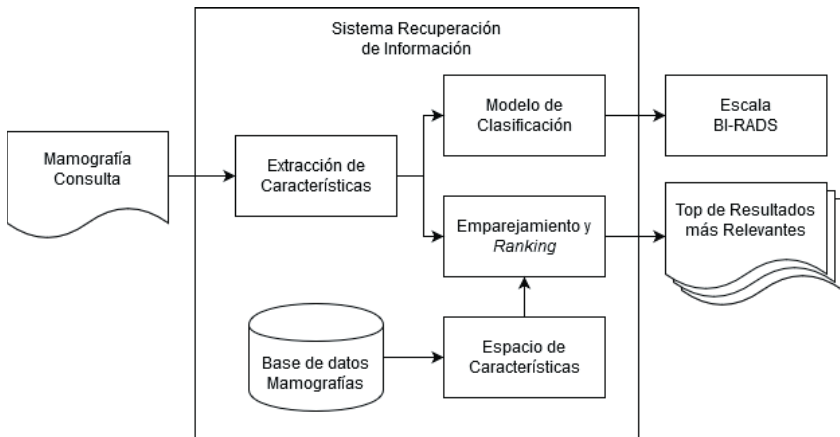 Sistema Recuperación
de Información
Mamografía
Consulta
Extracción de
Características
Modelo de
Clasificación
Escala
BI-RADS
Emparejamiento y
Ranking
Top de Resultados
más Relevantes
Base de datos
Mamografías
Espacio de
Características